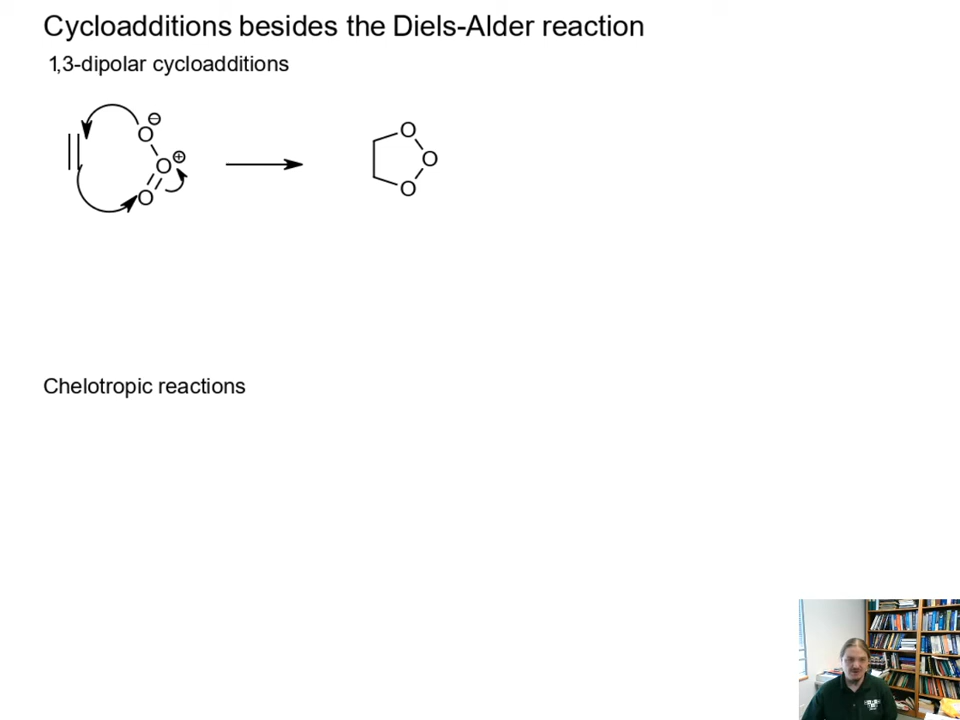 Cycloadditions besides the Diels-Alder reaction
1,3-dipolar cycloadditions
O
⊖
O
⊕
O
O
O
O
Chelotropic reactions